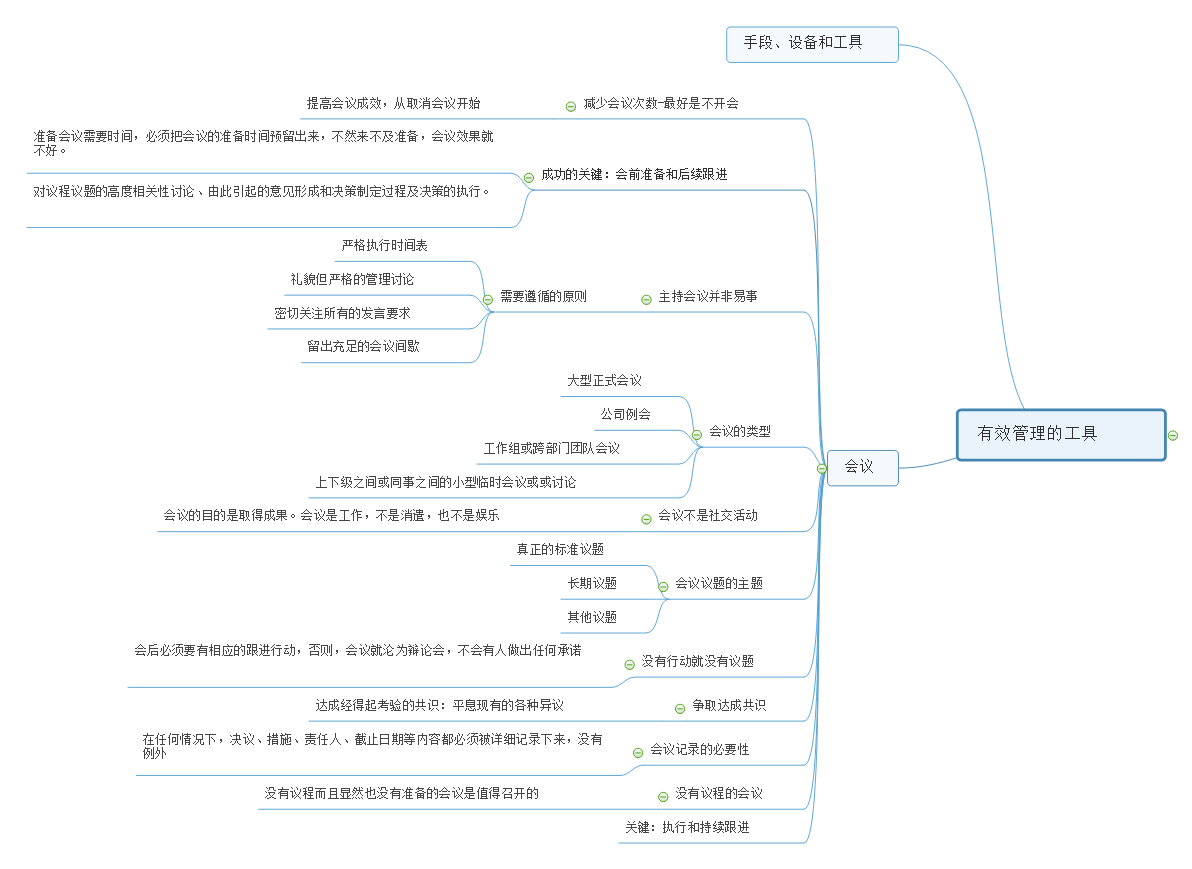 手段、设备和工具
提高会议成效，从取消会议开始
减少会议次数-最好是不开会
准备会议需要时间，必须把会议的准备时间预留出来，不然来不及准备，会议效果就
不好。
成功的关键：会前准备和后续跟进
对议程议题的高度相关性讨论、由此引起的意见形成和决策制定过程及决策的执行。
严格执行时间表
礼貌但严格的管理讨论
需要遵循的原则
主持会议并非易事
密切关注所有的发言要求
留出充足的会议间歇
大型正式会议
公司例会
会议的类型
有效管理的工具
工作组或跨部门团队会议
会议
上下级之间或同事之间的小型临时会议或或讨论
会议的目的是取得成果。会议是工作，不是消遣，也不是娱乐
会议不是社交活动
真正的标准议题
长期议题
会议议题的主题
其他议题
会后必须要有相应的跟进行动，否则，会议就沦为辩论会，不会有人做出任何承诺
没有行动就没有议题
达成经得起考验的共识：平息现有的各种异议
争取达成共识
在任何情况下，决议、措施、责任人、截止日期等内容都必须被详细记录下来，没有
例外
会议记录的必要性
没有议程而且显然也没有准备的会议是值得召开的
没有议程的会议
关键：执行和持续跟进